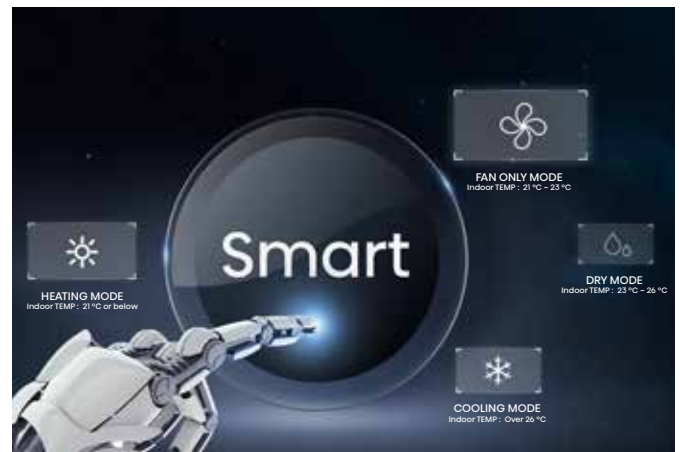 FAN ONLY MODE
Indoor TEMP : 21 °C ~ 23 °C
Smart
HEATING MODE
Indoor TEMP : 21 °C or below
DRY MODE
Indoor TEMP : 23 °C ~ 26 °C
COOLING MODE
Indoor TEMP : Over 26 °C